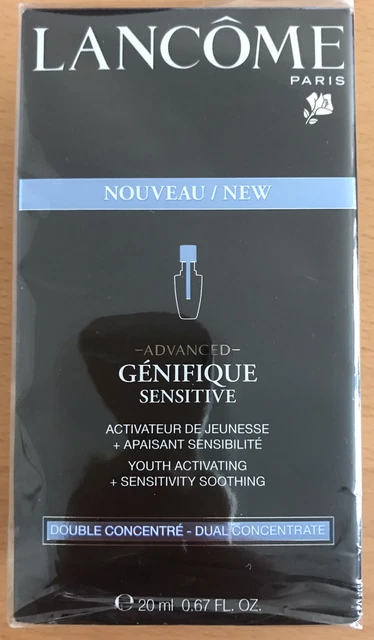 LANCÔME
PARIS
NOUVEAU / NEW
-ADVANCED-
GÉNIFIQUE
SENSITIVE
ACTIVATEUR DE JEUNESSE
+ APAISANT SENSIBILITÉ
YOUTH ACTIVATING
+ SENSITIVITY SOOTHING
DOUBLE CONCENTRÉ - DUAL CONCENTRATE
℮ 20 ml 0.67 FL. OZ.